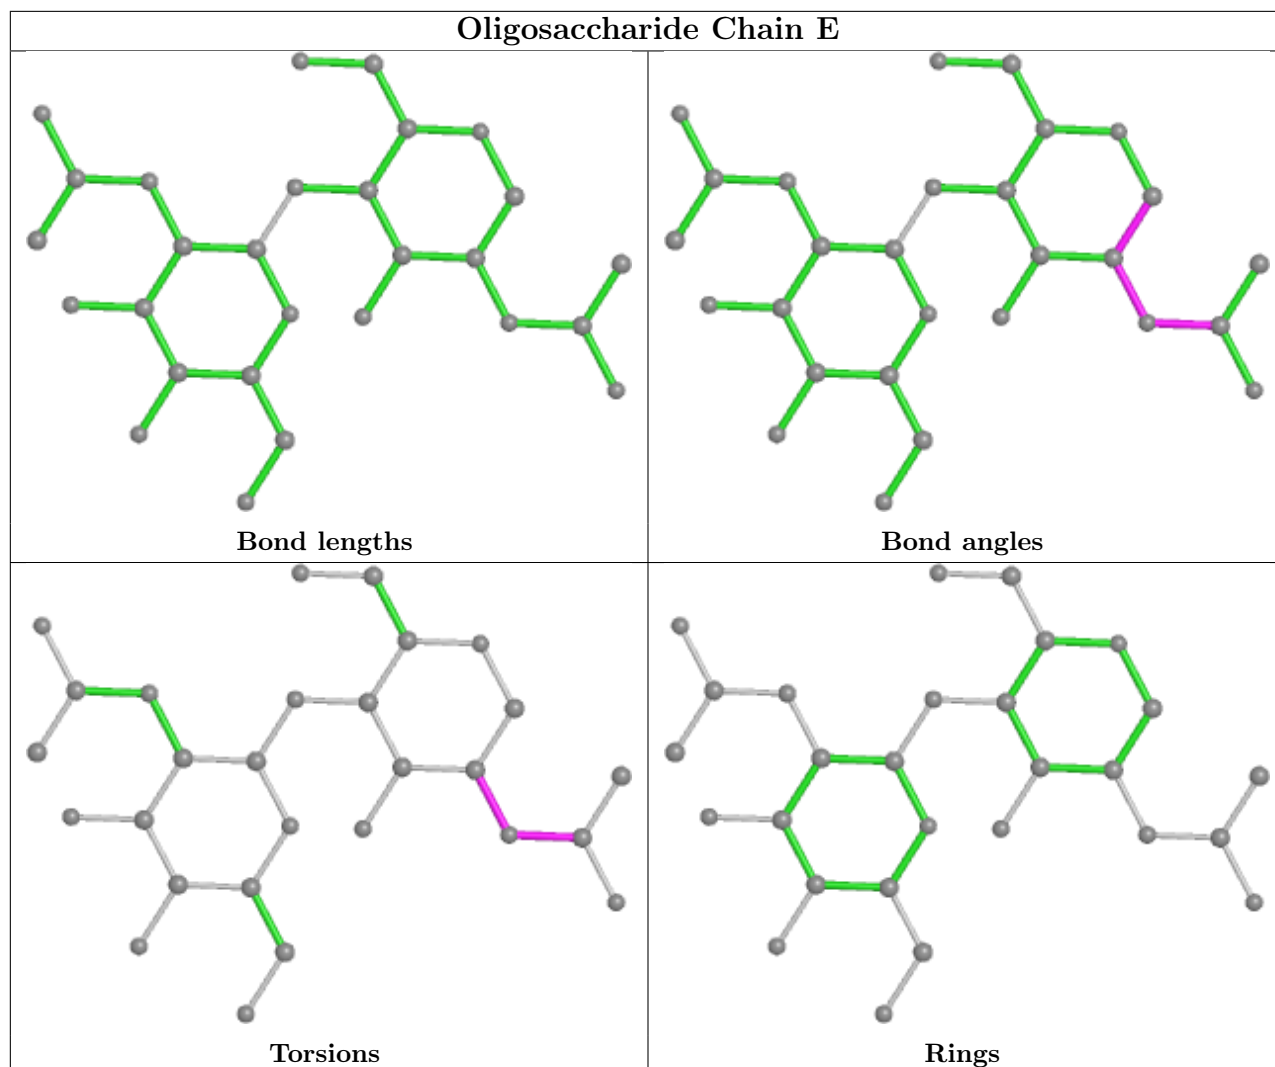 Oligosaccharide Chain E
Bond lengths
Bond angles
Torsions
Rings